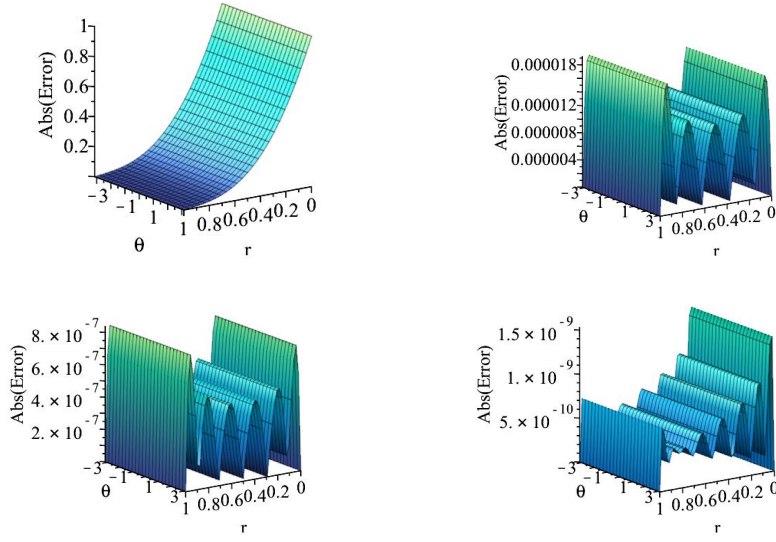 1
0.8
0.6
0.4
0.2
Abs(Error)
−3
−1
1
1
0.8
0.6
0.4
0.2
0
θ
r
0.000018
0.000012
0.000008
0.000004
Abs(Error)
−3
−1
1
3
1
0.8
0.6
0.4
0.2
0
θ
r
8. × 10⁻⁷
6. × 10⁻⁷
4. × 10⁻⁷
2. × 10⁻⁷
Abs(Error)
−3
−1
1
3
1
0.8
0.6
0.4
0.2
0
θ
r
1.5 × 10⁻⁹
1. × 10⁻⁹
5. × 10⁻¹⁰
Abs(Error)
−3
−1
1
3
1
0.8
0.6
0.4
0.2
0
θ
r